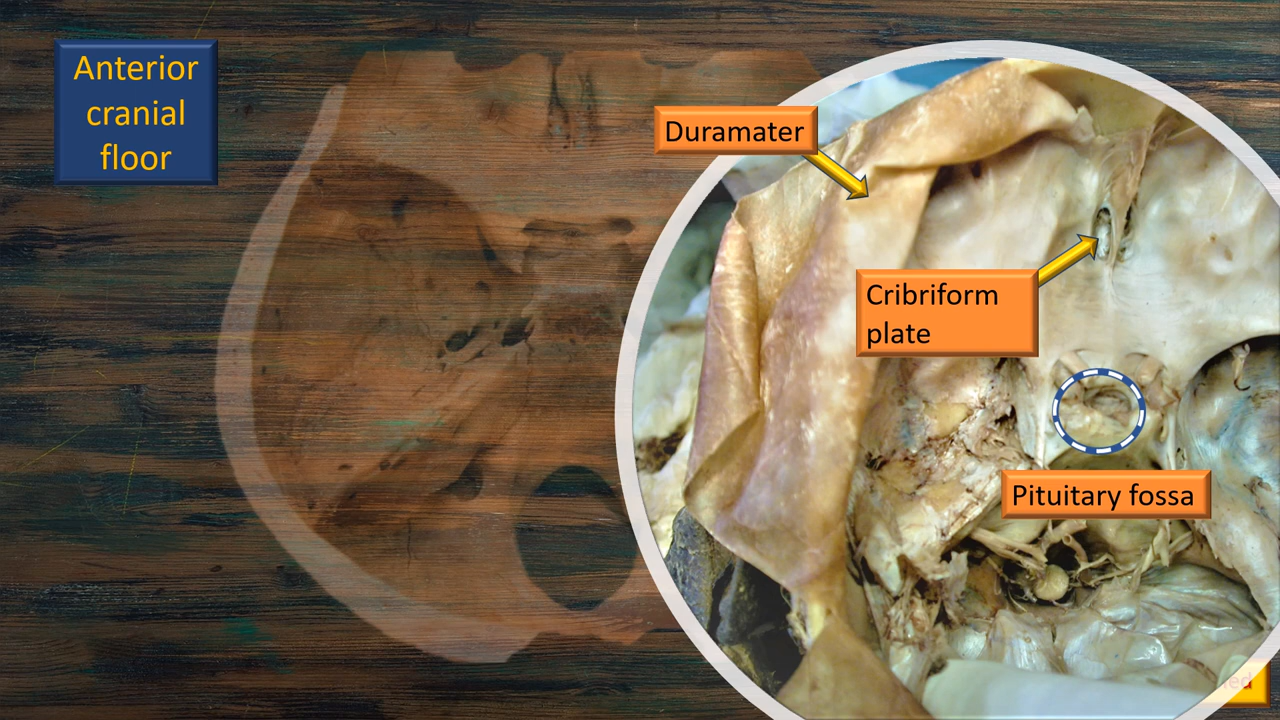 Anterior
cranial
floor
Duramater
Cribriform
plate
Pituitary fossa